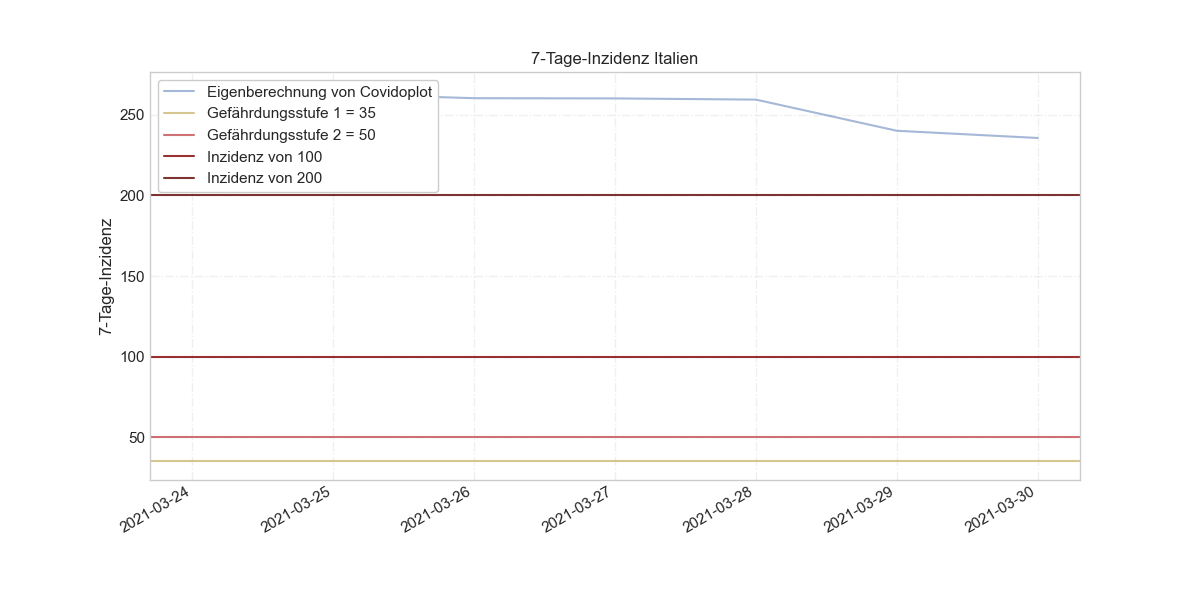 7-Tage-Inzidenz Italien
Eigenberechnung von Covidoplot
Gefährdungsstufe 1 = 35
Gefährdungsstufe 2 = 50
Inzidenz von 100
Inzidenz von 200
7-Tage-Inzidenz
250
200
150
100
50
2021-03-24
2021-03-25
2021-03-26
2021-03-27
2021-03-28
2021-03-29
2021-03-30